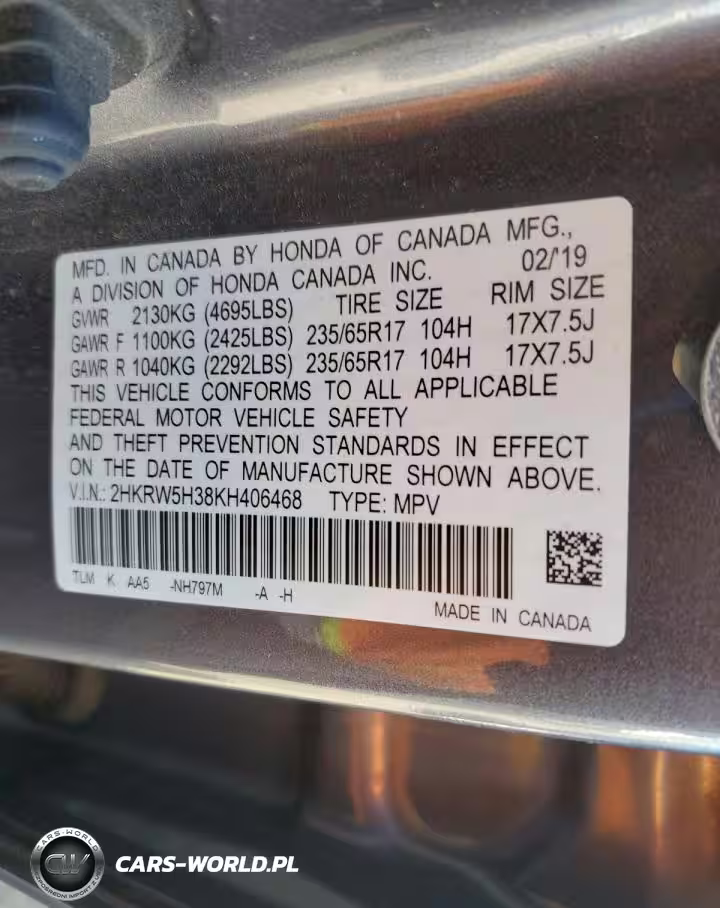 MFD. IN CANADA BY HONDA OF CANADA MFG.,
A DIVISION OF HONDA CANADA INC. 02/'19
GVWR 2130KG (4695LBS) TIRE SIZE RIM SIZE
GAWR F 1100KG (2425LBS) 235/65R17 104H 17X7.5J
GAWR R 1040KG (2292LBS) 235/65R17 104H 17X7.5J
THIS VEHICLE CONFORMS TO ALL APPLICABLE
FEDERAL MOTOR VEHICLE SAFETY
AND THEFT PREVENTION STANDARDS IN EFFECT
ON THE DATE OF MANUFACTURE SHOWN ABOVE.
V.I.N.: 2HKRW5H38KH406468 TYPE: MPV
TLM K AA5 -NH797M -A -H
MADE IN CANADA
CARS-WORLD
CW
CARS-WORLD.PL